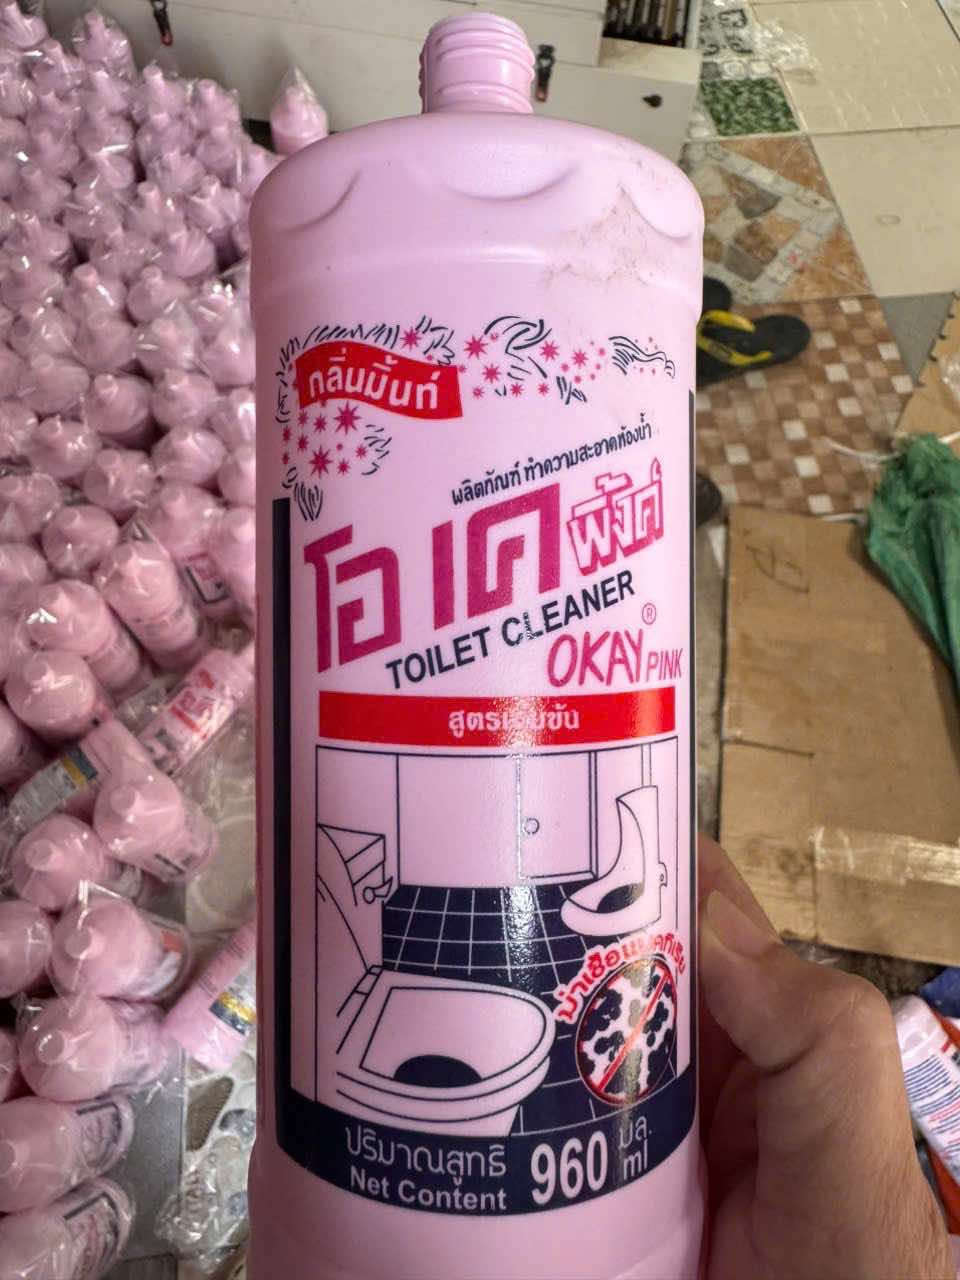 กลิ่นมิ้นท์
ผลิตภัณฑ์ ทำความสะอาดห้องน้ำ
โอเค พิ้งค์
TOILET CLEANER
OKAY® PINK
สูตรเข้มข้น
ฆ่าเชื้อแบคทีเรีย
ปริมาณสุทธิ 960 มล.
Net Content ml